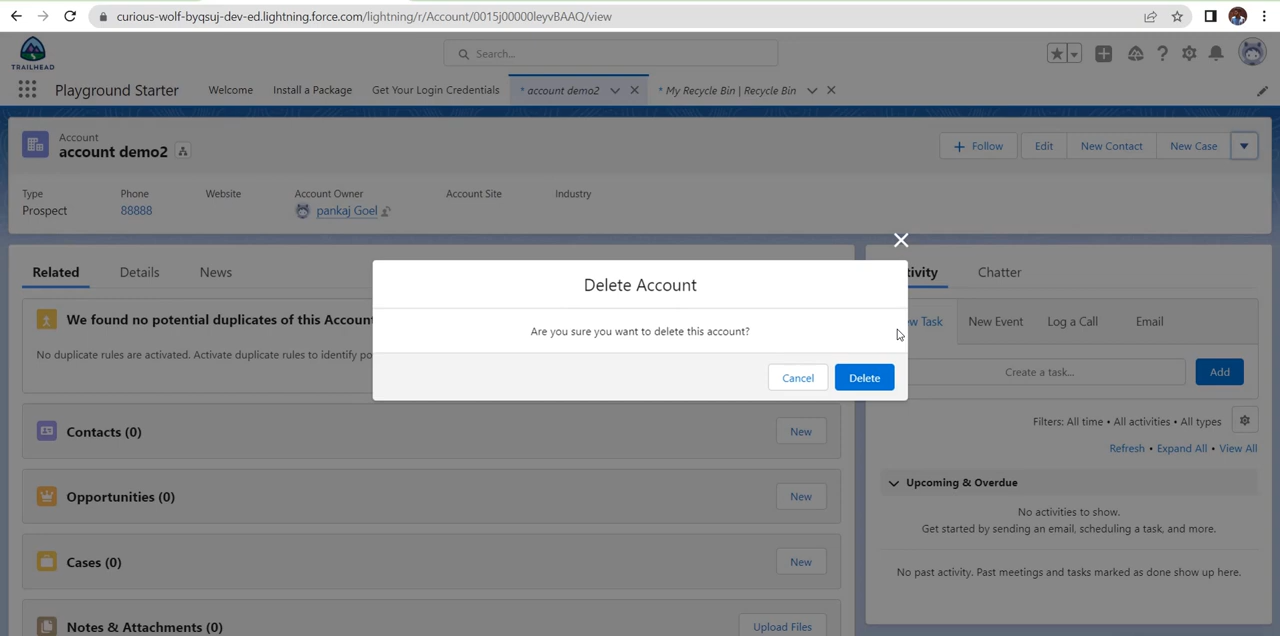 curious-wolf-byqsuj-dev-ed.lightning.force.com/lightning/r/Account/0015j00000leyvBAAQ/view
TRAILHEAD
Search...
Playground Starter
Welcome
Install a Package
Get Your Login Credentials
* account demo2
* My Recycle Bin | Recycle Bin
Account
account demo2
Follow
Edit
New Contact
New Case
Type
Prospect
Phone
88888
Website
Account Owner
pankaj Goel
Account Site
Industry
Related
Details
News
We found no potential duplicates of this Accoun
No duplicate rules are activated. Activate duplicate rules to identify po
Contacts (0)
New
Opportunities (0)
New
Cases (0)
New
Notes & Attachments (0)
Upload Files
Delete Account
Are you sure you want to delete this account?
Cancel
Delete
tivity
Chatter
w Task
New Event
Log a Call
Email
Create a task...
Add
Filters: All time • All activities • All types
Refresh • Expand All • View All
Upcoming & Overdue
No activities to show.
Get started by sending an email, scheduling a task, and more.
No past activity. Past meetings and tasks marked as done show up here.